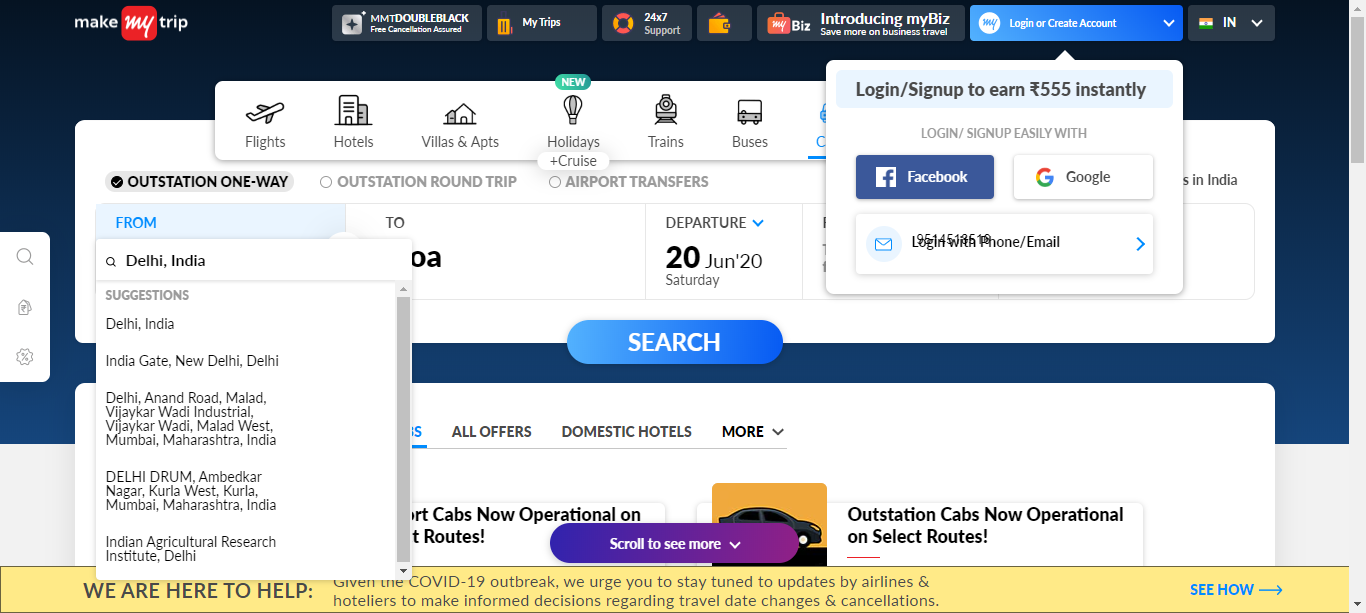 make my trip
MMTDOUBLEBLACK
Free Cancellation Assured
My Trips
24x7
Support
my Biz
Introducing myBiz
Save more on business travel
my
Login or Create Account
IN
Login/Signup to earn ₹555 instantly
LOGIN/ SIGNUP EASILY WITH
Facebook
Google
Login with Phone/Email
NEW
Flights
Hotels
Villas & Apts
Holidays
+Cruise
Trains
Buses
C
OUTSTATION ONE-WAY
OUTSTATION ROUND TRIP
AIRPORT TRANSFERS
s in India
FROM
TO
DEPARTURE
Delhi, India
oa
20 Jun'20
Saturday
SUGGESTIONS
Delhi, India
India Gate, New Delhi, Delhi
Delhi, Anand Road, Malad,
Vijaykar Wadi Industrial,
Vijaykar Wadi, Malad West,
Mumbai, Maharashtra, India
DELHI DRUM, Ambedkar
Nagar, Kurla West, Kurla,
Mumbai, Maharashtra, India
Indian Agricultural Research
Institute, Delhi
SEARCH
BS
ALL OFFERS
DOMESTIC HOTELS
MORE
ort Cabs Now Operational on
t Routes!
Outstation Cabs Now Operational
on Select Routes!
Scroll to see more
WE ARE HERE TO HELP:
Given the COVID-19 outbreak, we urge you to stay tuned to updates by airlines &
hoteliers to make informed decisions regarding travel date changes & cancellations.
SEE HOW